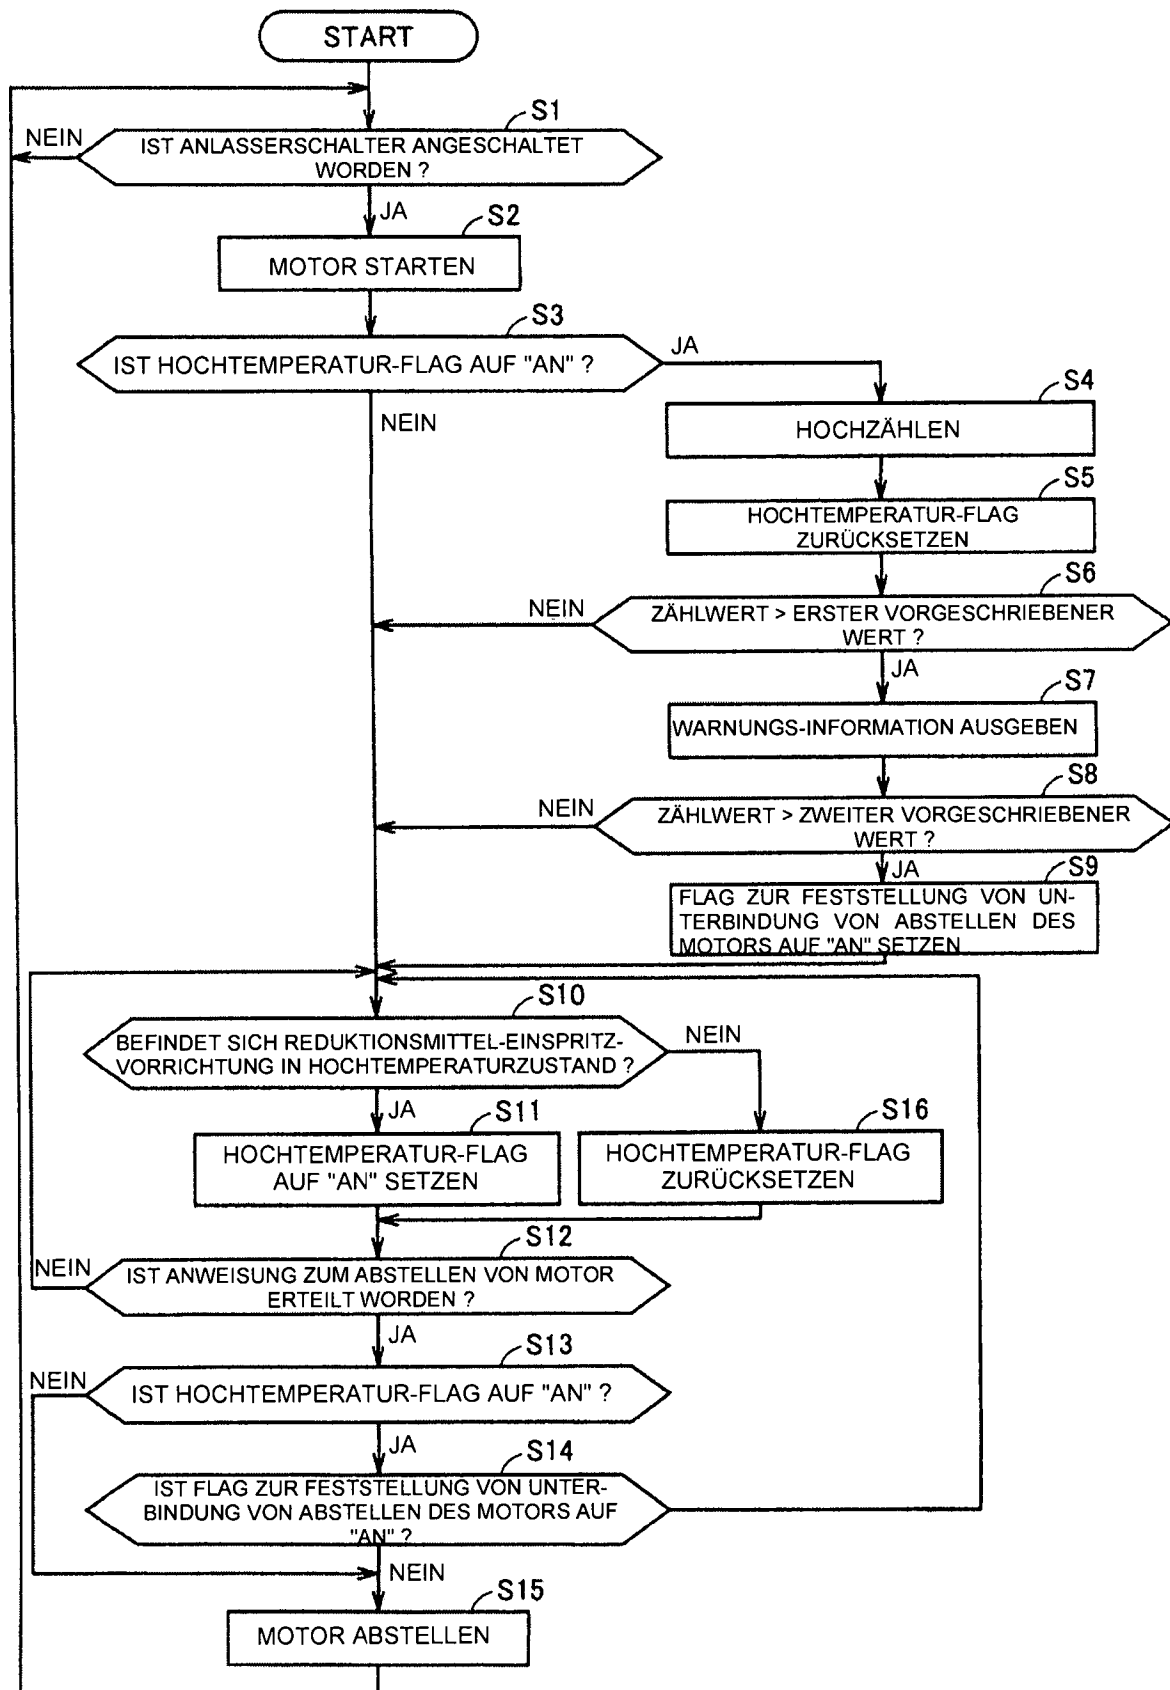 START
S1
NEIN
IST ANLASSERSCHALTER ANGESCHALTET
WORDEN ?
JA
S2
MOTOR STARTEN
S3
IST HOCHTEMPERATUR-FLAG AUF "AN" ?
JA
NEIN
S4
HOCHZÄHLEN
S5
HOCHTEMPERATUR-FLAG
ZURÜCKSETZEN
S6
NEIN
ZÄHLWERT > ERSTER VORGESCHRIEBENER
WERT ?
JA
S7
WARNUNGS-INFORMATION AUSGEBEN
S8
NEIN
ZÄHLWERT > ZWEITER VORGESCHRIEBENER
WERT ?
JA
S9
FLAG ZUR FESTSTELLUNG VON UN-
TERBINDUNG VON ABSTELLEN DES
MOTORS AUF "AN" SETZEN
S10
BEFINDET SICH REDUKTIONSMITTEL-EINSPRITZ-
VORRICHTUNG IN HOCHTEMPERATURZUSTAND ?
NEIN
JA
S11
HOCHTEMPERATUR-FLAG
AUF "AN" SETZEN
S16
HOCHTEMPERATUR-FLAG
ZURÜCKSETZEN
S12
NEIN
IST ANWEISUNG ZUM ABSTELLEN VON MOTOR
ERTEILT WORDEN ?
JA
S13
NEIN
IST HOCHTEMPERATUR-FLAG AUF "AN" ?
JA
S14
IST FLAG ZUR FESTSTELLUNG VON UNTER-
BINDUNG VON ABSTELLEN DES MOTORS AUF
"AN" ?
NEIN
S15
MOTOR ABSTELLEN